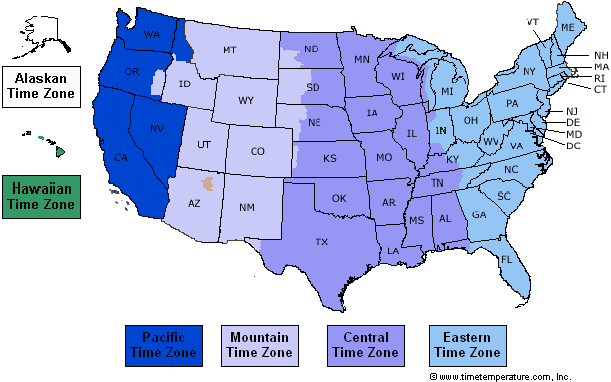 ME
VT
WA
MT
ND
MN
NH
MA
OR
WI
NY
RI
Alaskan
Time Zone
ID
SD
MI
CT
WY
IA
PA
NJ
NE
OH
DE
NV
IL
IN
MD
UT
CO
WV
VA
DC
CA
KS
MO
KY
NC
TN
Hawaiian
Time Zone
AZ
NM
OK
AR
SC
MS
AL
GA
TX
LA
FL
Pacific
Time Zone
Mountain
Time Zone
Central
Time Zone
Eastern
Time Zone
© www.timetemperature.com, Inc.